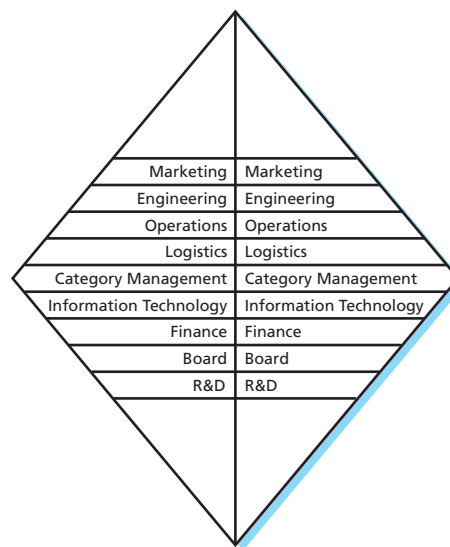 Marketing Marketing
Engineering Engineering
Operations Operations
Logistics Logistics
Category Management Category Management
Information Technology Information Technology
Finance Finance
Board Board
R&D R&D